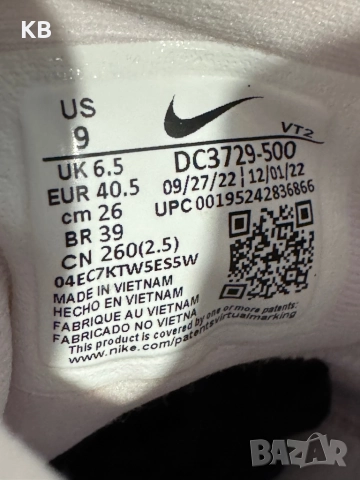 KB
US
9
VT2
UK 6.5
EUR 40.5
cm 26
BR 39
CN 260(2.5)
04EC7KTW5ES5W
DC3729-500
09/27/22 12/01/22
UPC 00195242836866
MADE IN VIETNAM
HECHO EN VIETNAM
FABRIQUE AU VIETNAM
FABRICADO NO VIETNAM
This product is covered by one or more patents.
www.nike.com/patentsvirtualmarking
BAZAR
bg